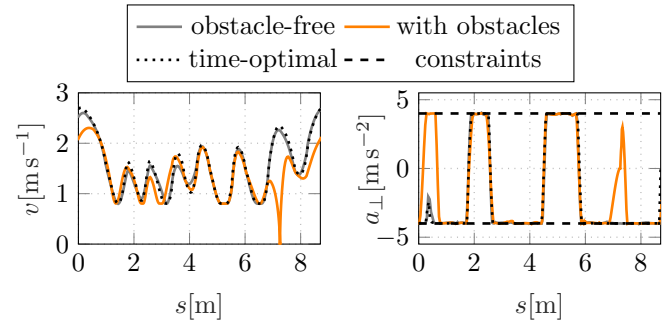 obstacle-free with obstacles
time-optimal constraints
3
2
1
0
v[m s⁻¹]
0 2 4 6 8
s[m]
5
0
−5
a⊥[m s⁻²]
0 2 4 6 8
s[m]